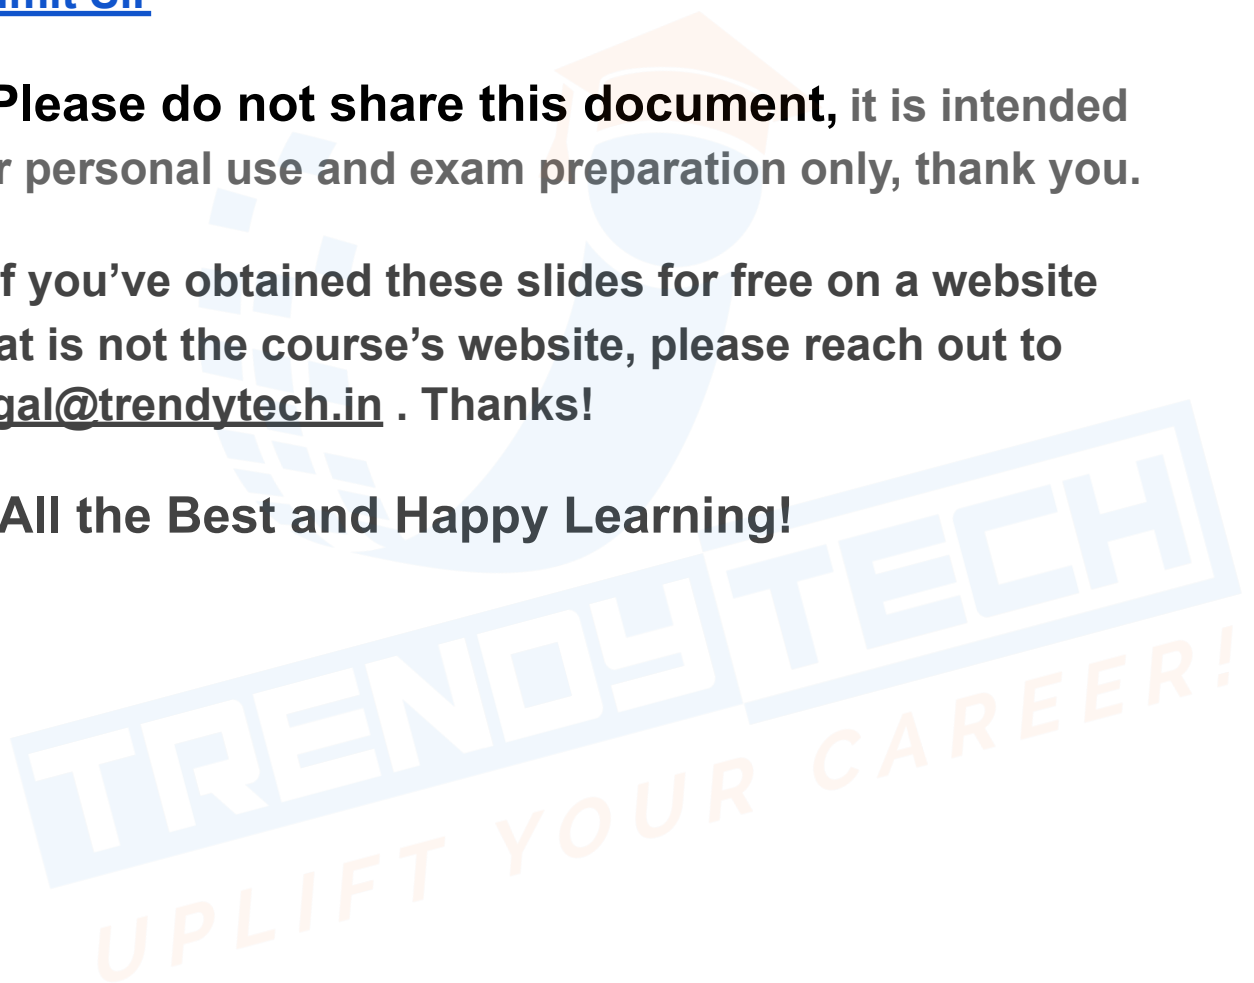 Please do not share this document, it is intended
r personal use and exam preparation only, thank you.
f you’ve obtained these slides for free on a website
at is not the course’s website, please reach out to
gal@trendytech.in . Thanks!
All the Best and Happy Learning!
TRENDYTECH
UPLIFT YOUR CAREER!